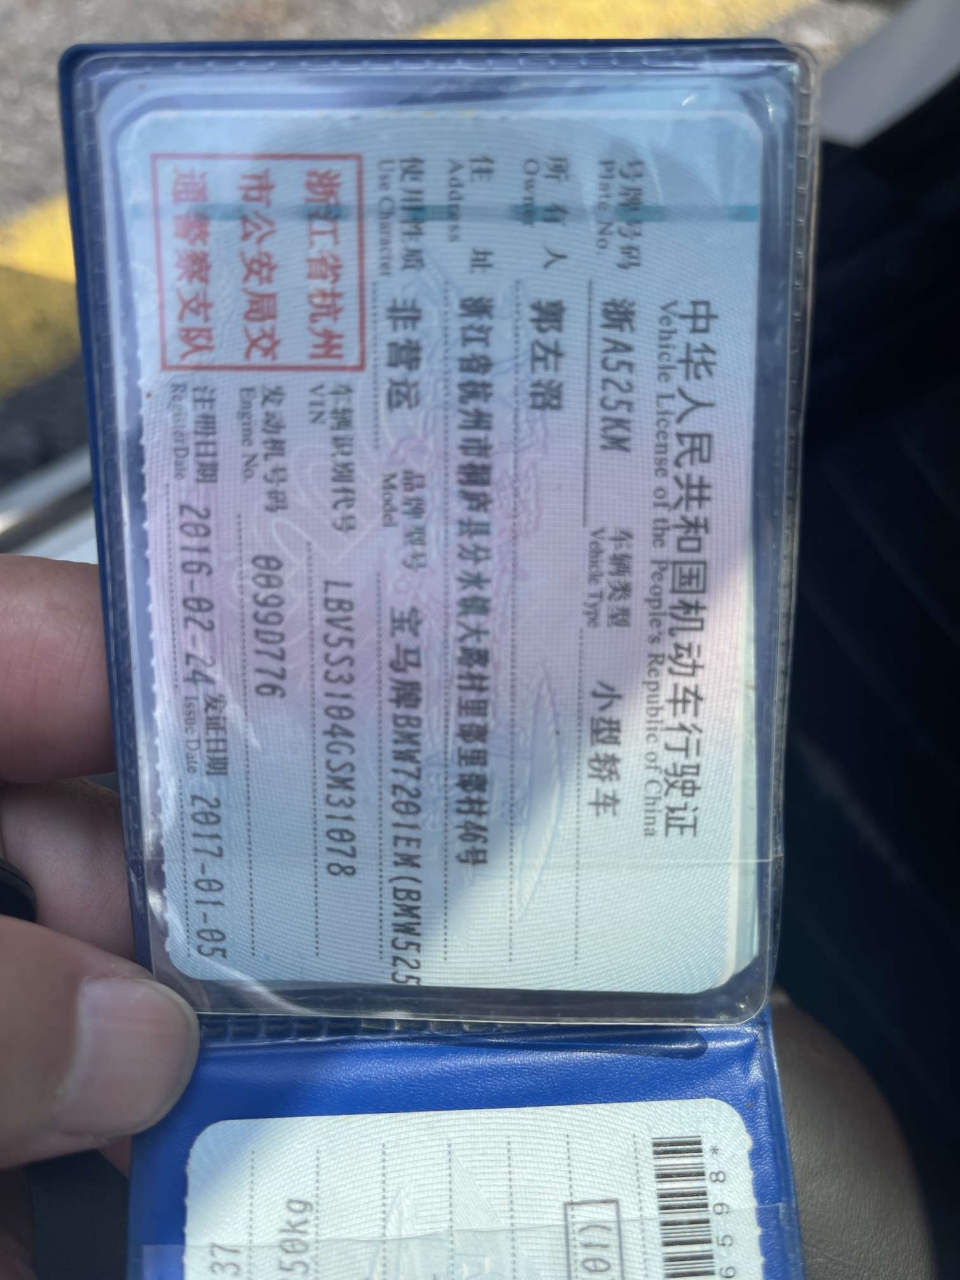 中华人民共和国机动车行驶证
Vehicle License of the People's Republic of China
号牌号码 浙A525KM 车辆类型 小型轿车
Plate No. Vehicle Type
所有人 郭左沼
Owner
住址 浙江省杭州市桐庐县分水镇大路村里邵里邵村46号
Address
使用性质 非营运 品牌型号 宝马牌BMW7201EM(BMW525
Use Character Model
浙江省杭州
市公安局交
通警察支队
车辆识别代号 LBV5S3104GSM31078
VIN
发动机号码 0099D776
Engine No.
注册日期 2016-02-24 发证日期 2017-01-05
Register Date Issue Date
*8959
(10
50kg
37